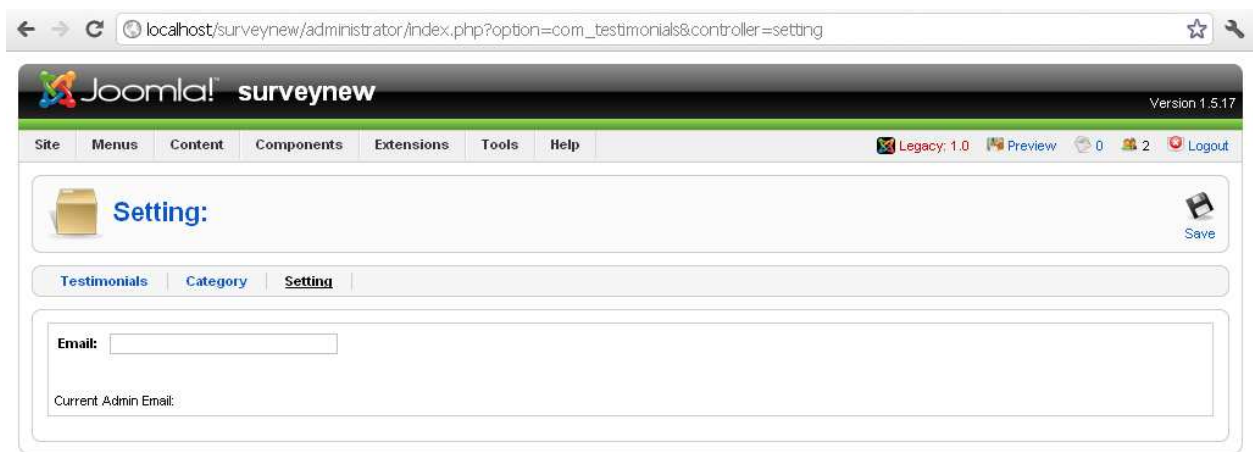 localhost/surveynew/administrator/index.php?option=com_testimonials&controller=setting
Joomla! surveynew
Version 1.5.17
Site Menus Content Components Extensions Tools Help Legacy: 1.0 Preview 0 2 Logout
Setting:
Save
Testimonials Category Setting
Email:
Current Admin Email: